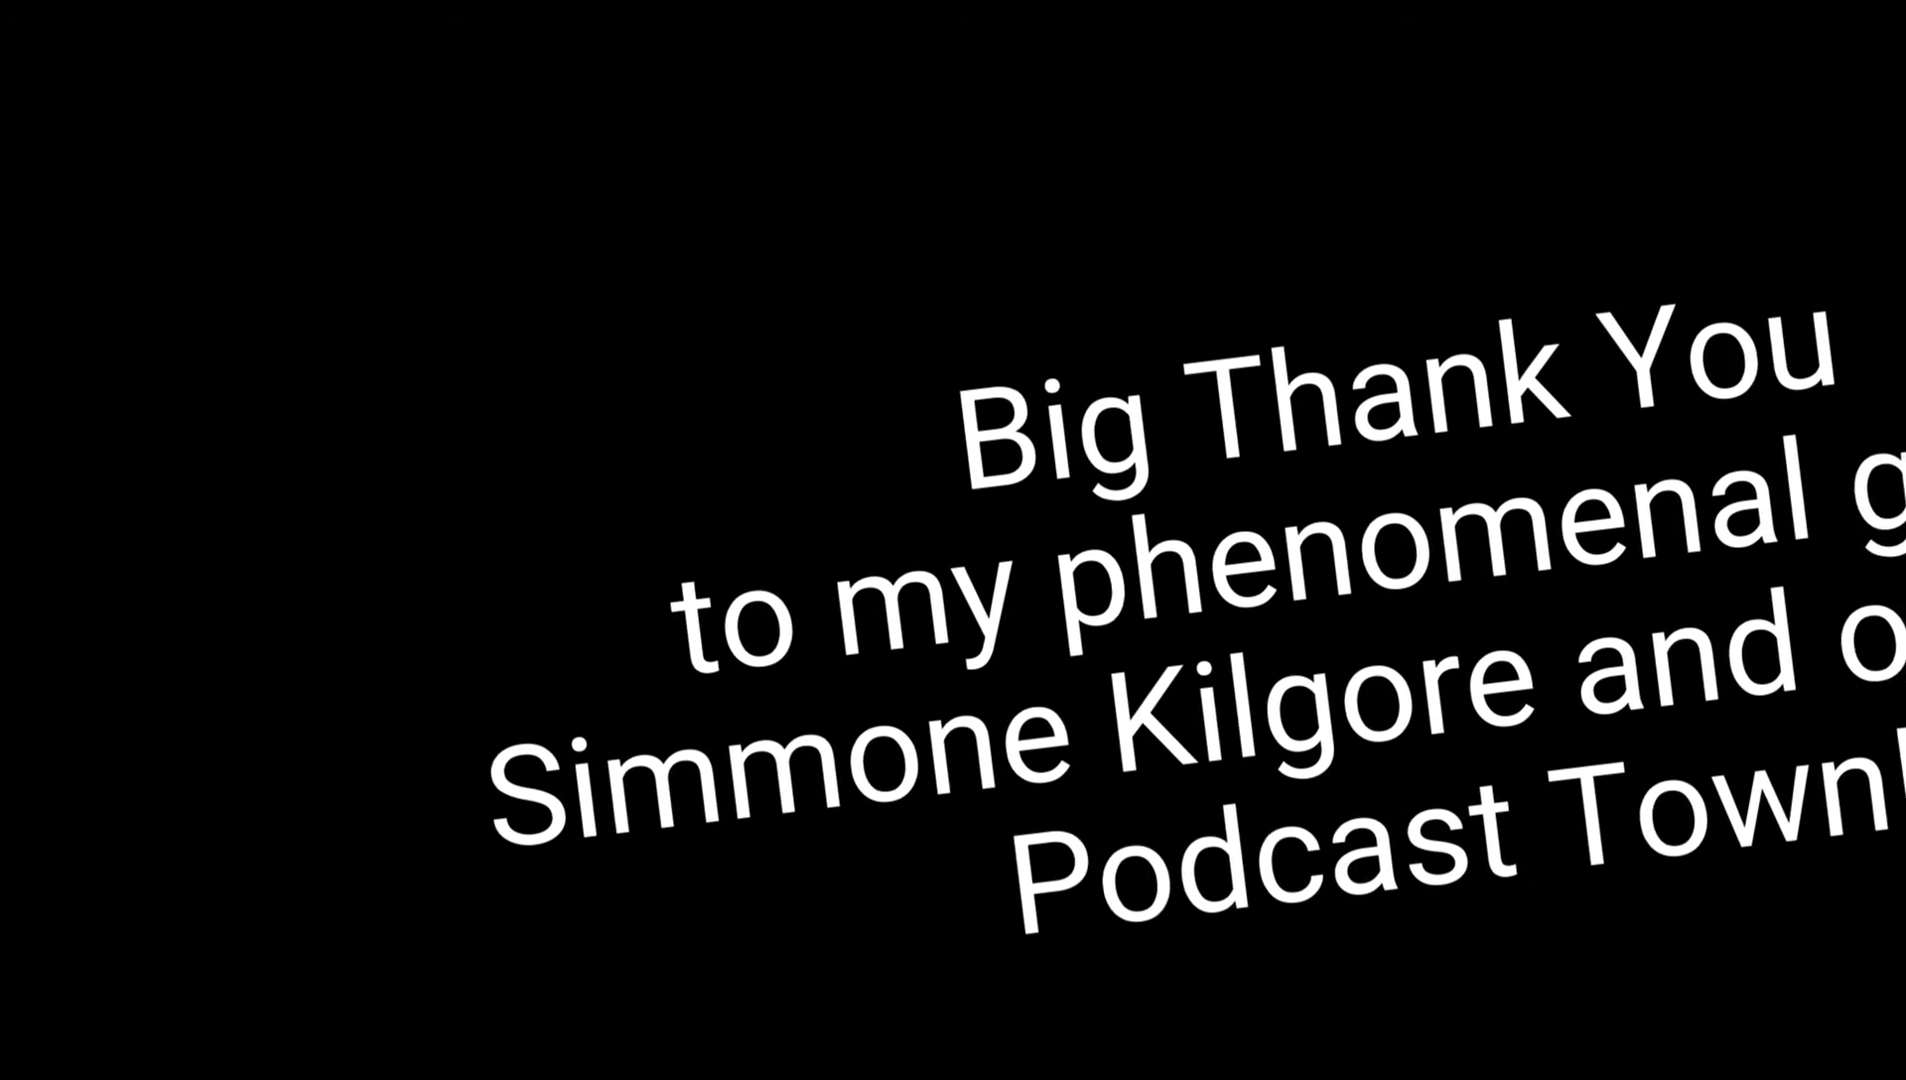 Big Thank You
to my phenomenal
Simmone Kilgore and
Podcast